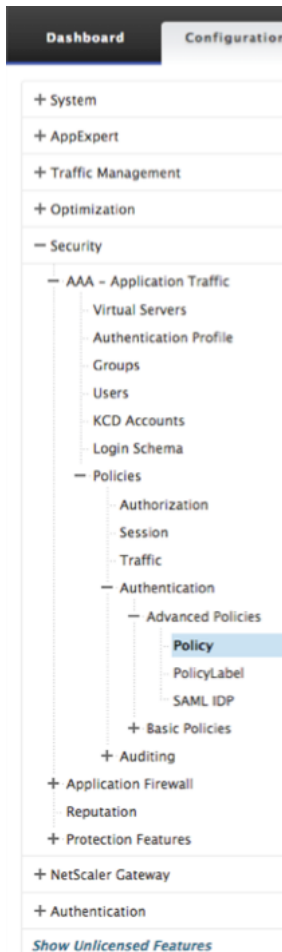 Dashboard Configuration
+ System
+ AppExpert
+ Traffic Management
+ Optimization
− Security
− AAA – Application Traffic
Virtual Servers
Authentication Profile
Groups
Users
KCD Accounts
Login Schema
− Policies
Authorization
Session
Traffic
− Authentication
− Advanced Policies
Policy
PolicyLabel
SAML IDP
+ Basic Policies
+ Auditing
+ Application Firewall
Reputation
+ Protection Features
+ NetScaler Gateway
+ Authentication
Show Unlicensed Features